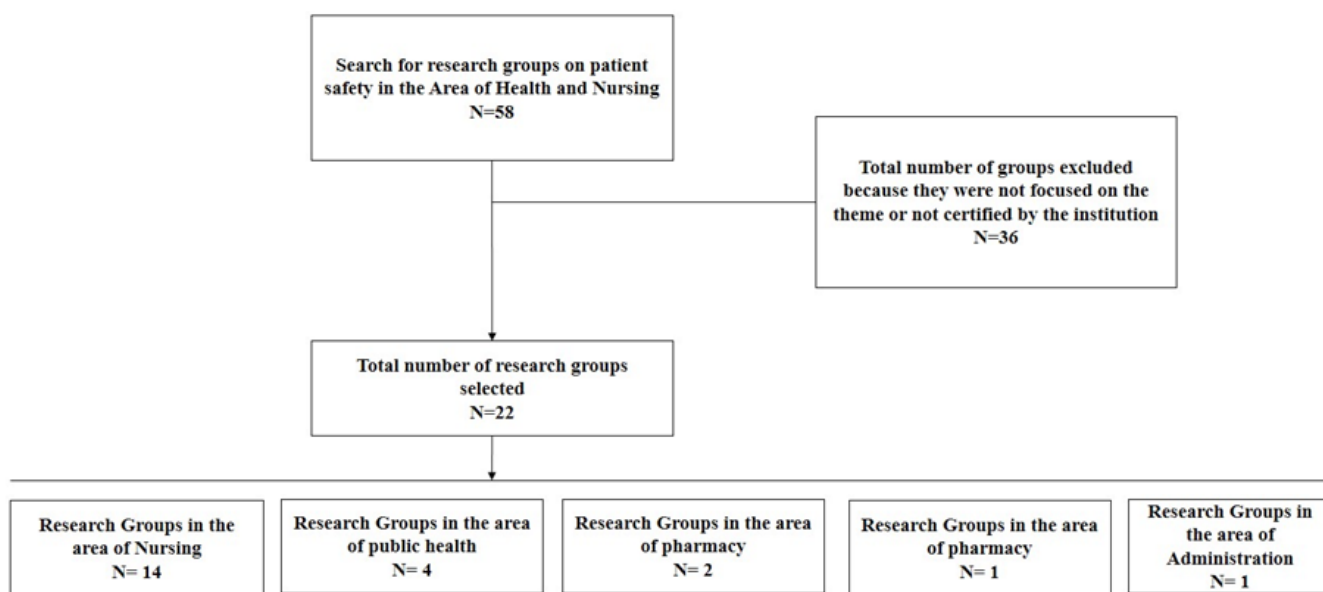 Search for research groups on patient
safety in the Area of Health and Nursing
N=58
Total number of groups excluded
because they were not focused on the
theme or not certified by the institution
N=36
Total number of research groups
selected
N=22
Research Groups in the
area of Nursing
N= 14
Research Groups in the area
of public health
N= 4
Research Groups in the area
of pharmacy
N= 2
Research Groups in the area
of pharmacy
N= 1
Research Groups in
the area of
Administration
N= 1